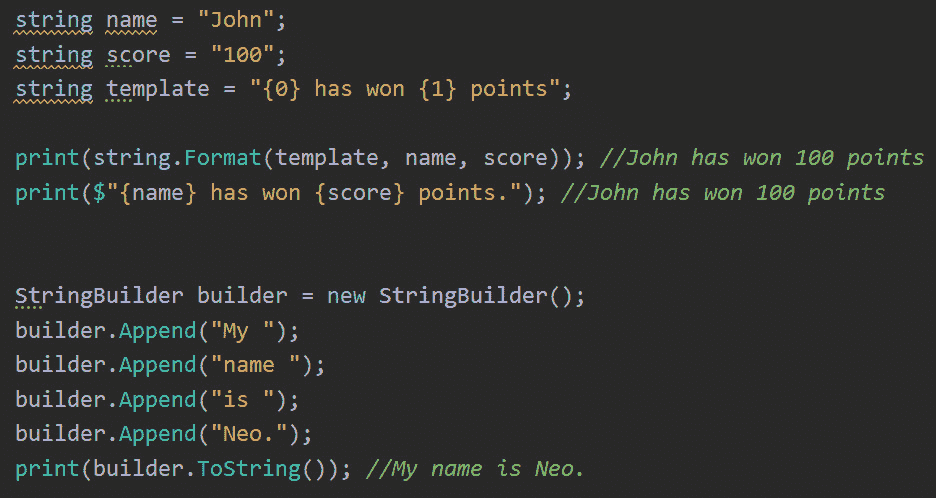 string name = "John";
string score = "100";
string template = "{0} has won {1} points";
print(string.Format(template, name, score)); //John has won 100 points
print($"{name} has won {score} points."); //John has won 100 points
StringBuilder builder = new StringBuilder();
builder.Append("My ");
builder.Append("name ");
builder.Append("is ");
builder.Append("Neo.");
print(builder.ToString()); //My name is Neo.